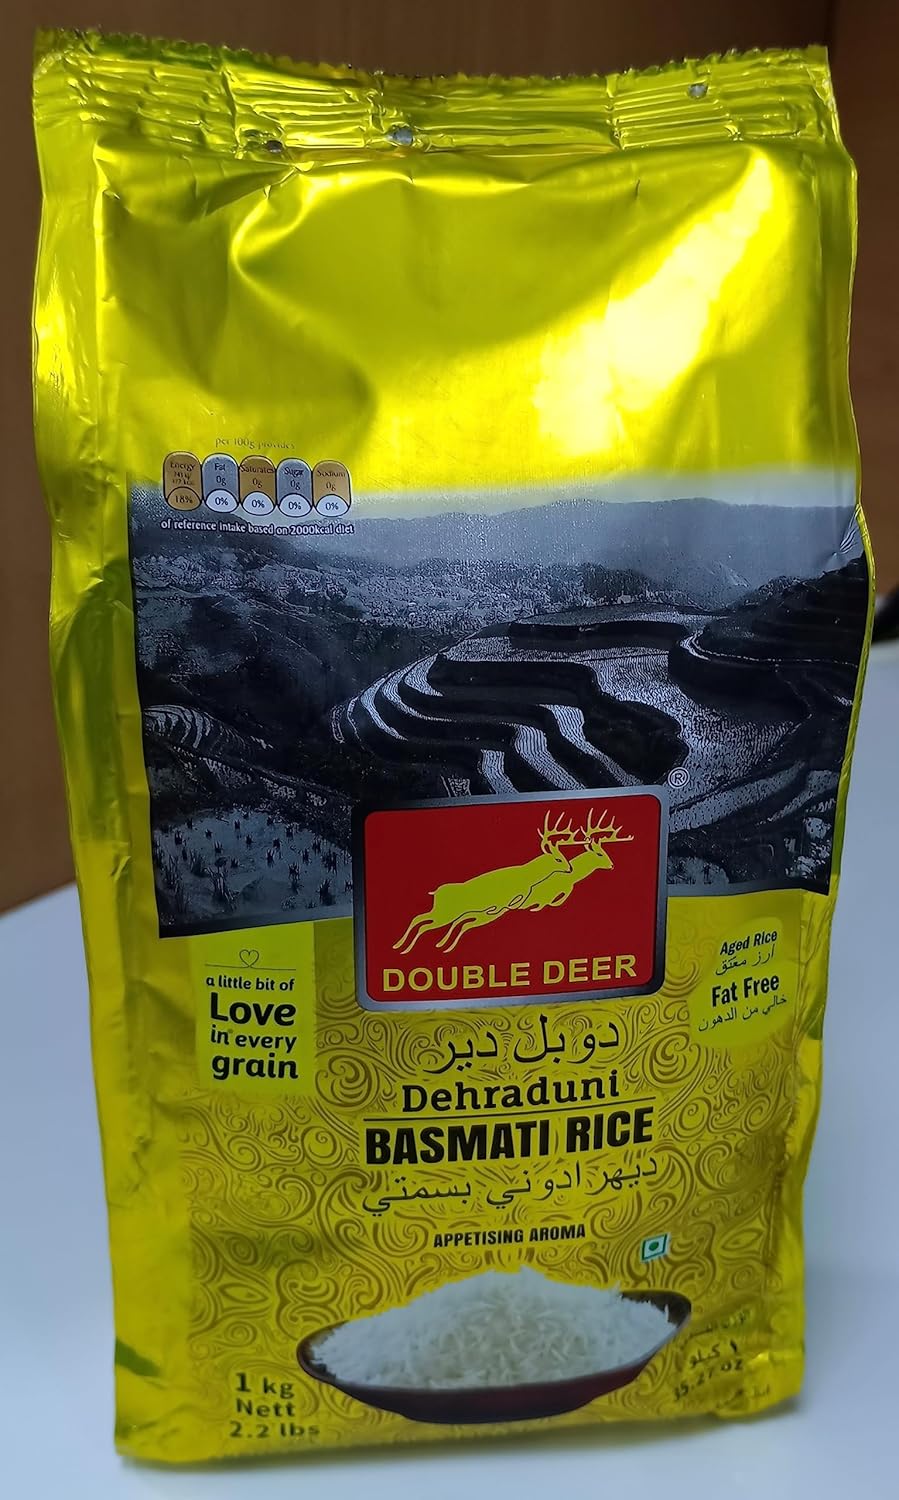 per 100g provides
Energy Fat Saturates Sugar Sodium
0g 0g 0g 0g
18% 0% 0% 0% 0%
of reference intake based on 2000kcal diet
®
DOUBLE DEER
a little bit of
Love
in every
grain
Aged Rice
أرز معتق
Fat Free
خالي من الدهون
دوبل دير
Dehraduni
BASMATI RICE
ديهرادوني بسمتي
APPETISING AROMA
1 kg
Nett
2.2 lbs
١ كيلو
35.27 oz